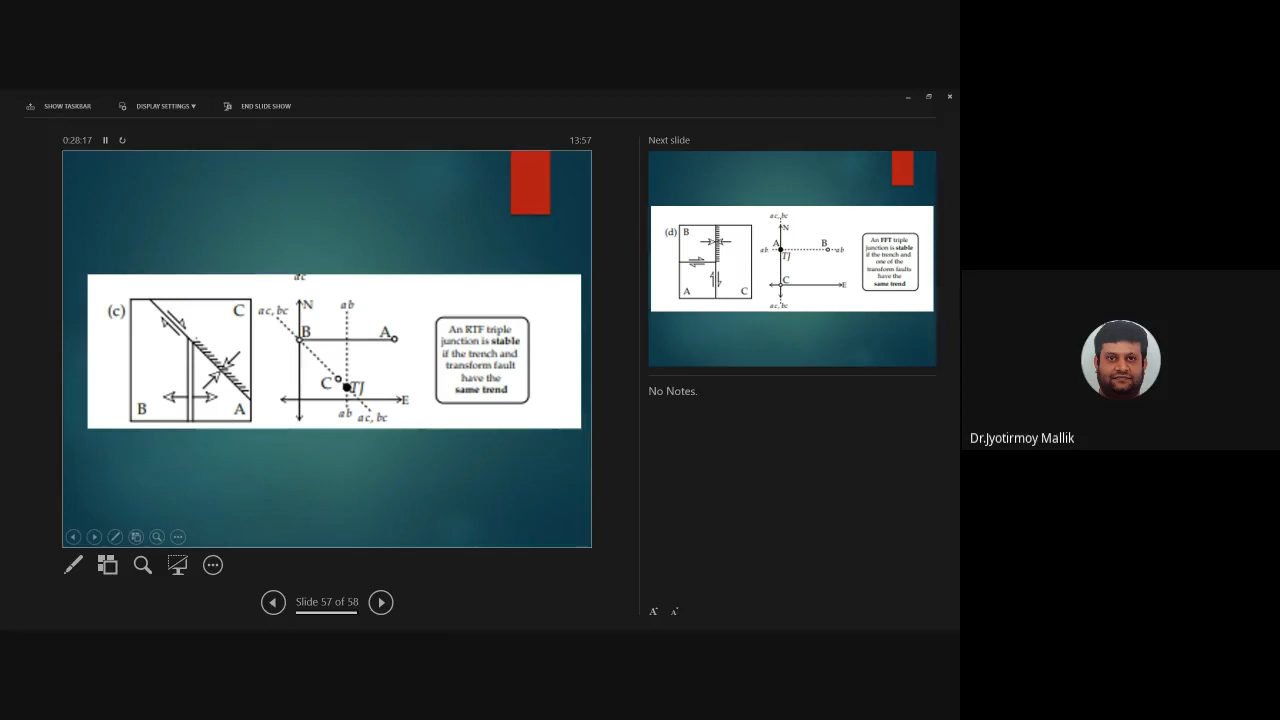 SHOW TASKBAR
DISPLAY SETTINGS ▾
END SLIDE SHOW
0:28:17
13:57
Next slide
ac
(c)
C
B
A
ac, bc
N
ab
B
A
C
TJ
E
ab
ac, bc
An RTF triple
junction is stable
if the trench and
transform fault
have the
same trend
(d)
B
A
C
ac, bc
N
ab
A
B
ab
TJ
C
E
ac, bc
An FFT triple
junction is stable
if the trench and
one of the
transform faults
have the
same trend
No Notes.
Slide 57 of 58
A
A
Dr.Jyotirmoy Mallik